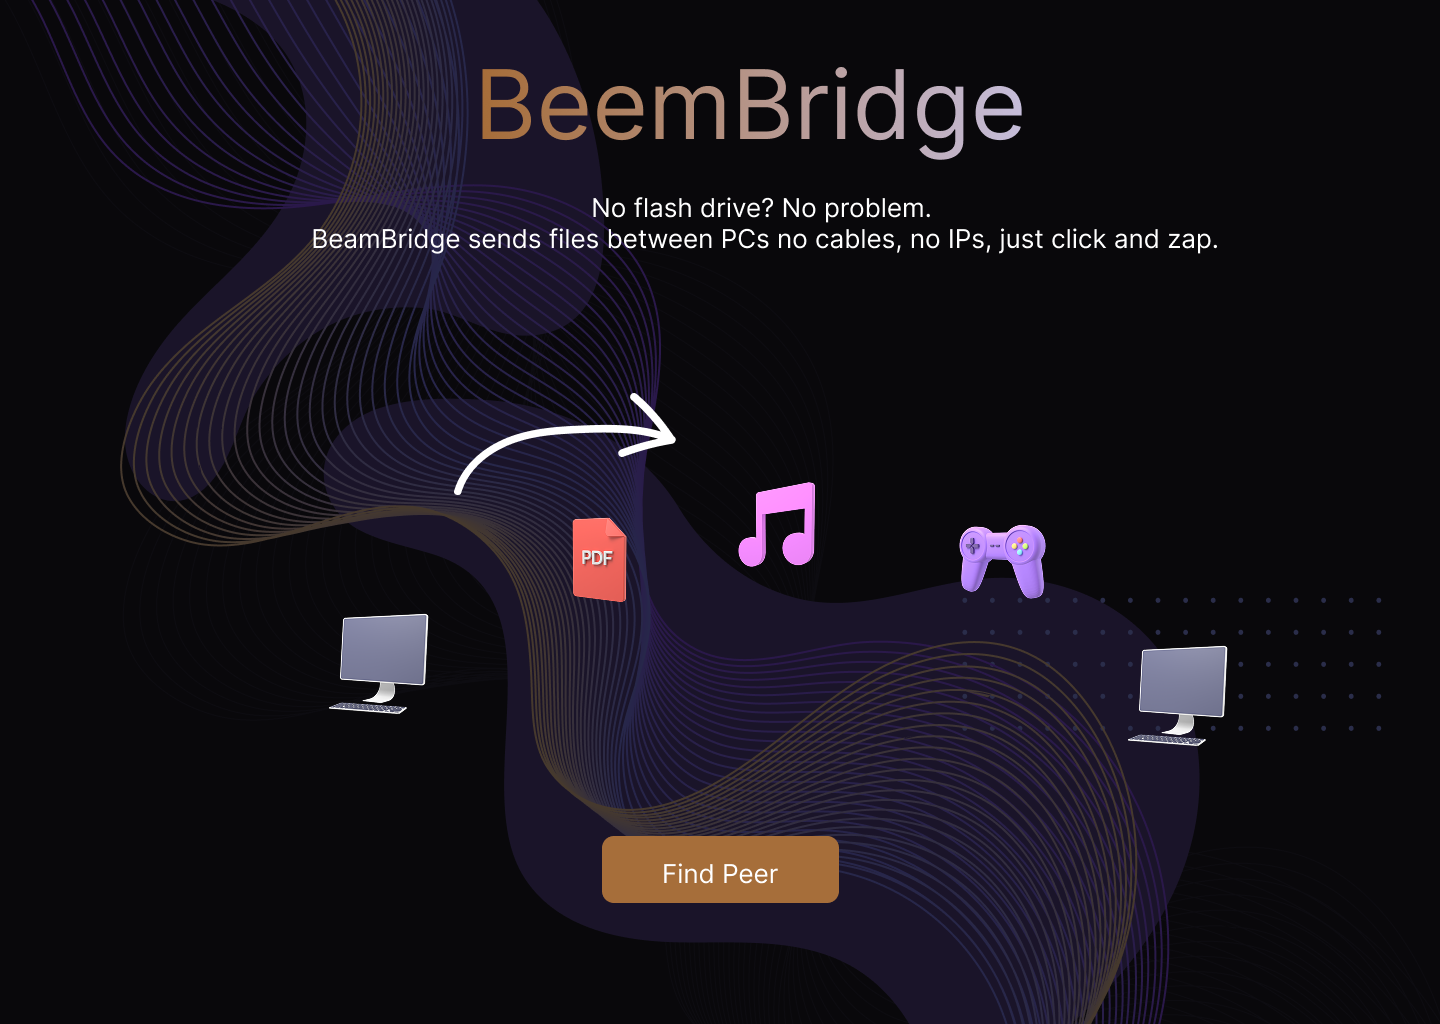 BeemBridge
No flash drive? No problem.
BeamBridge sends files between PCs no cables, no IPs, just click and zap.
PDF
Find Peer